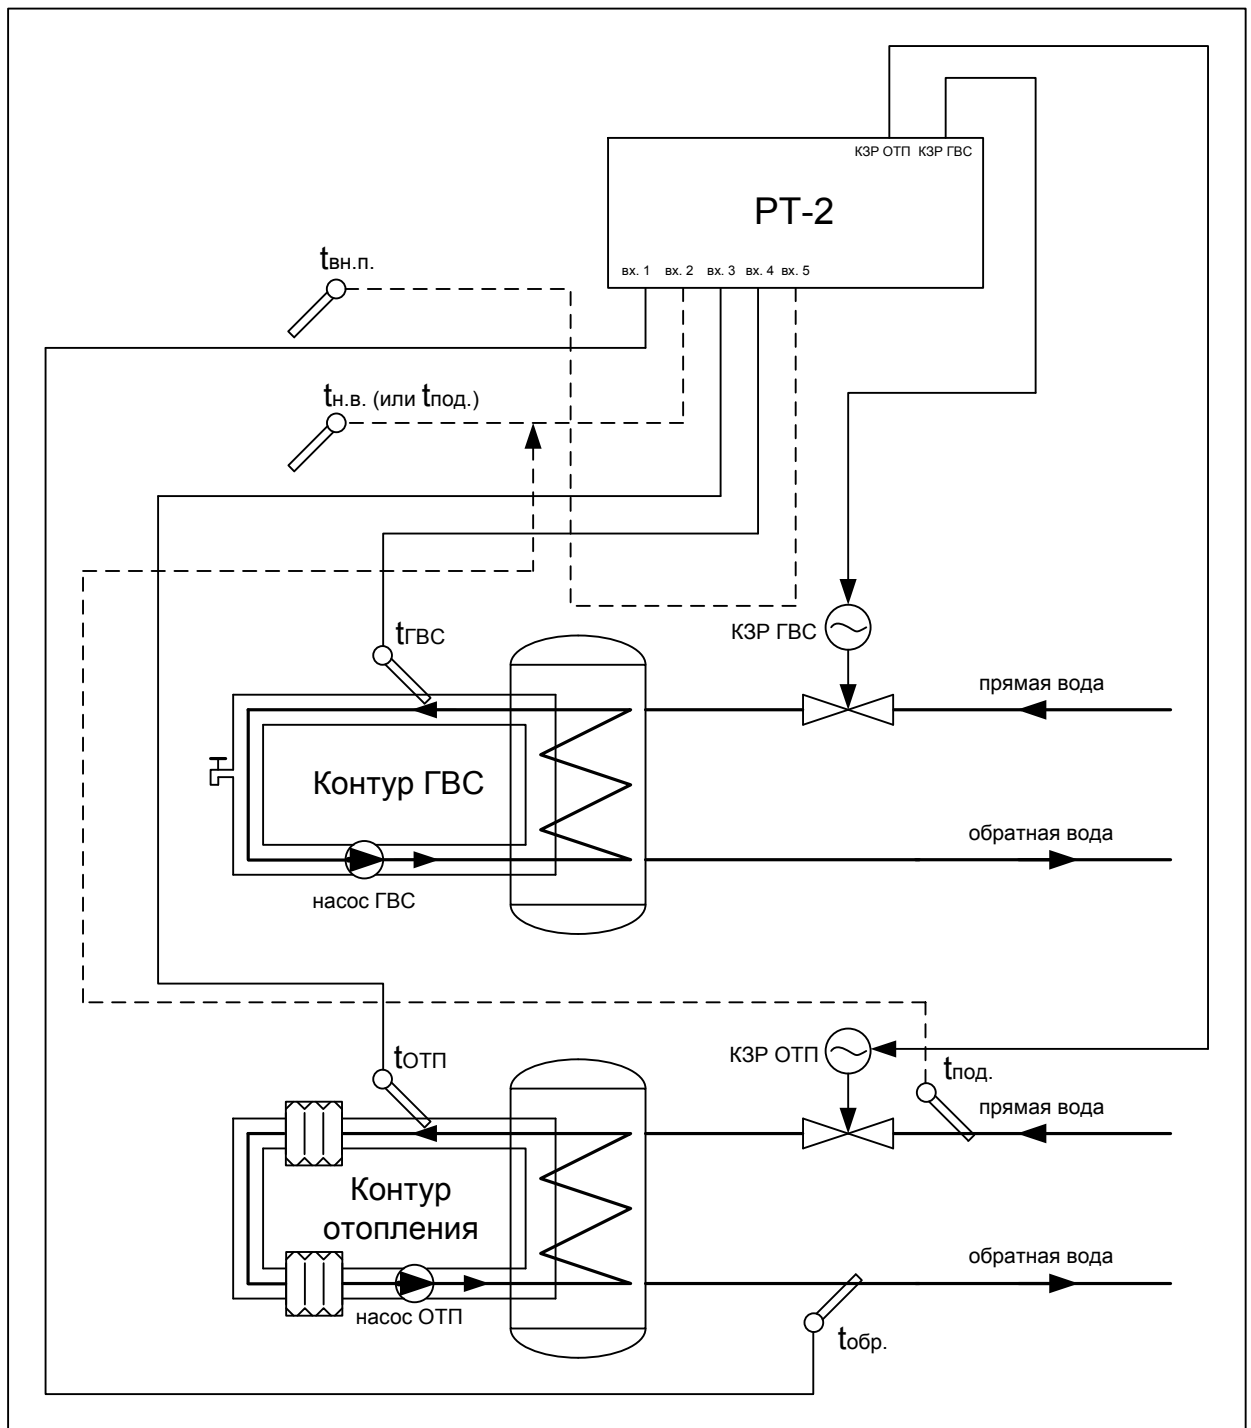 КЗР ОТП КЗР ГВС
РТ-2
tвн.п.
вх. 1 вх. 2 вх. 3 вх. 4 вх. 5
tн.в. (или tпод.)
КЗР ГВС
tГВС
прямая вода
Контур ГВС
обратная вода
насос ГВС
КЗР ОТП
tОТП
tпод.
прямая вода
Контур
отопления
обратная вода
насос ОТП
tобр.